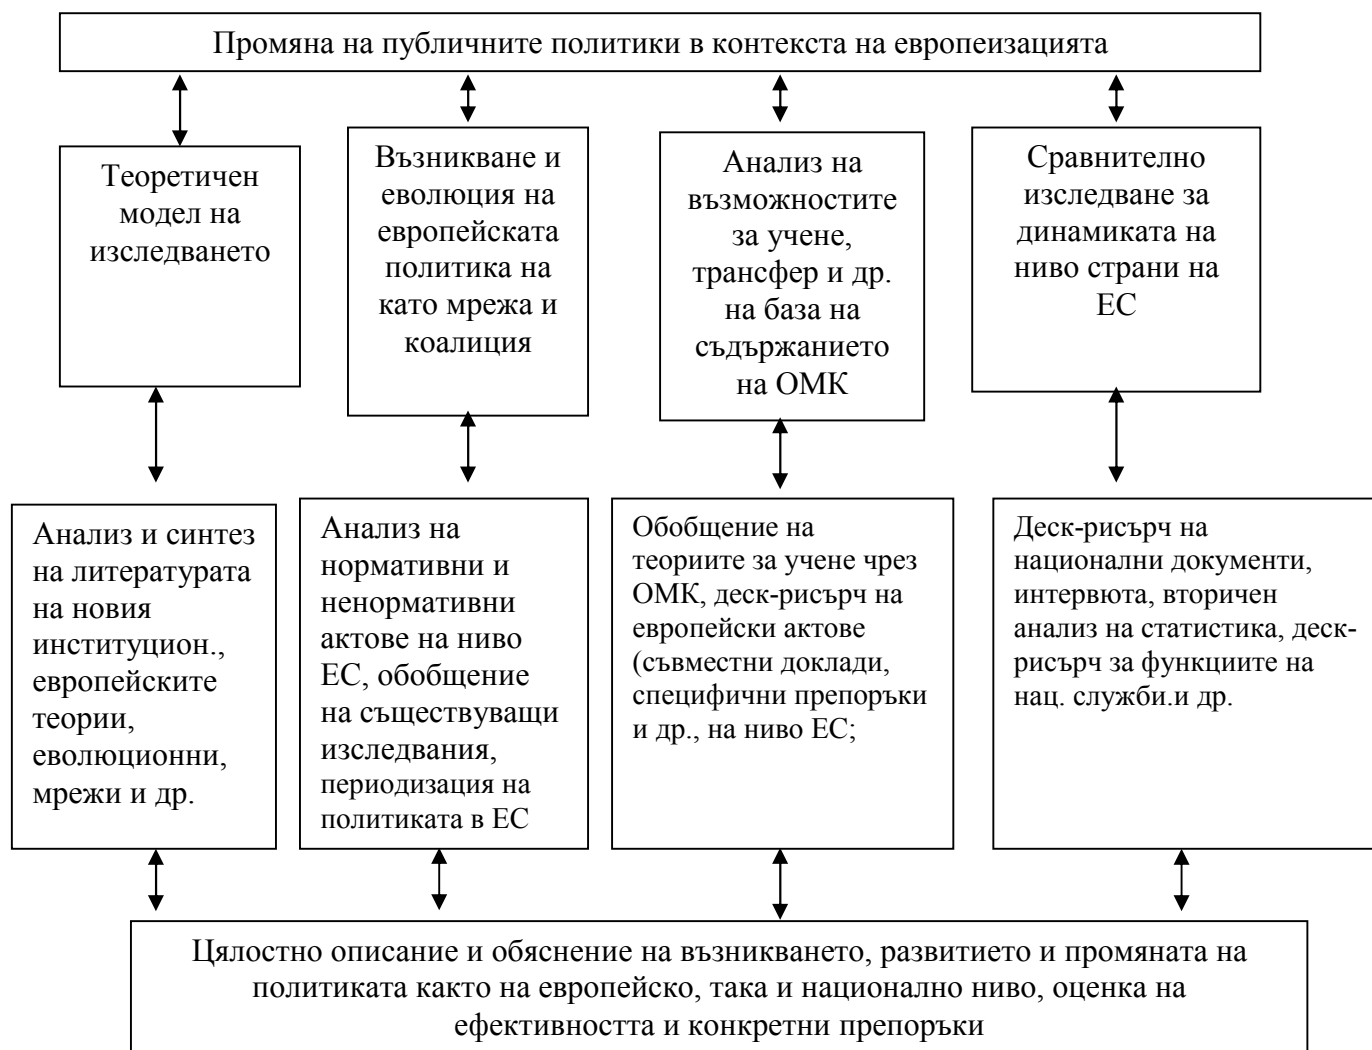 Промяна на публичните политики в контекста на европеизацията
Теоретичен
модел на
изследването
Възникване и
еволюция на
европейската
политика на
като мрежа и
коалиция
Анализ на
възможностите
за учене,
трансфер и др.
на база на
съдържанието
на ОМК
Сравнително
изследване за
динамиката на
ниво страни на
ЕС
Анализ и синтез
на литературата
на новия
институцион.,
европейските
теории,
еволюционни,
мрежи и др.
Анализ на
нормативни и
ненормативни
актове на ниво
ЕС, обобщение
на съществуващи
изследвания,
периодизация на
политиката в ЕС
Обобщение на
теориите за учене чрез
ОМК, деск-рисърч на
европейски актове
(съвместни доклади,
специфични препоръки
и др., на ниво ЕС;
Деск-рисърч на
национални документи,
интервюта, вторичен
анализ на статистика, деск-
рисърч за функциите на
нац. служби.и др.
Цялостно описание и обяснение на възникването, развитието и промяната на
политиката както на европейско, така и национално ниво, оценка на
ефективността и конкретни препоръки